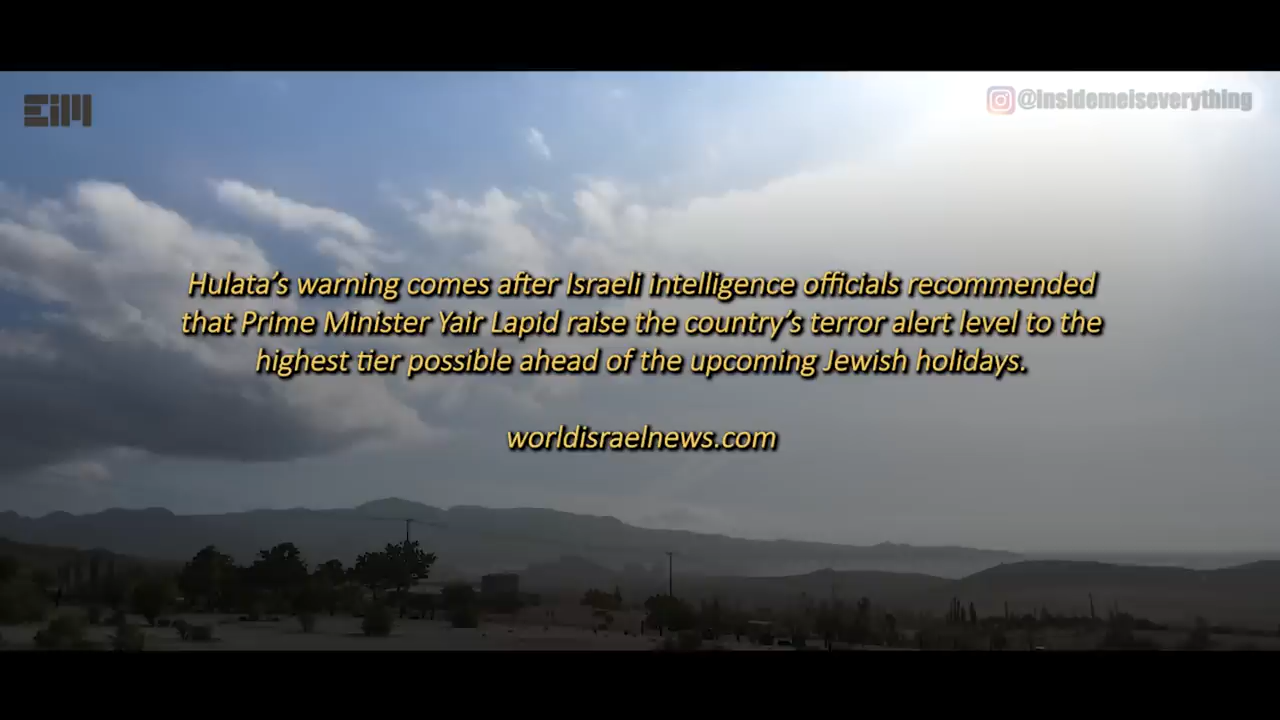 EiM
@insidemeiseverything
Hulata's warning comes after Israeli intelligence officials recommended
that Prime Minister Yair Lapid raise the country's terror alert level to the
highest tier possible ahead of the upcoming Jewish holidays.
worldisraelnews.com